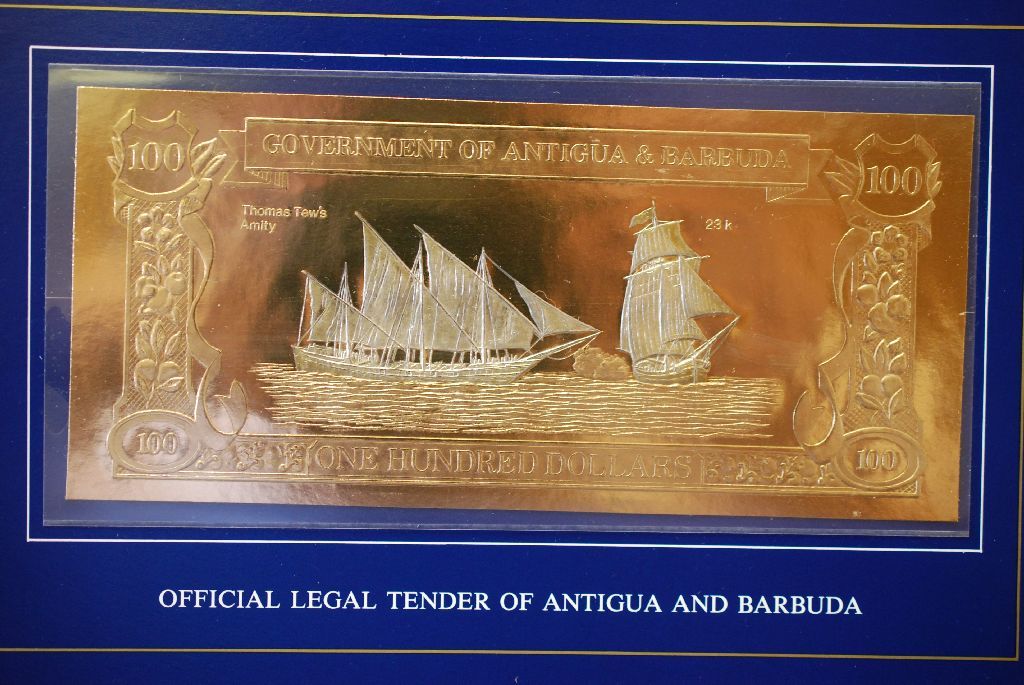 100
GOVERNMENT OF ANTIGUA & BARBUDA
100
Thomas Tew's
Amity
23 k
100
ONE HUNDRED DOLLARS
100
OFFICIAL LEGAL TENDER OF ANTIGUA AND BARBUDA